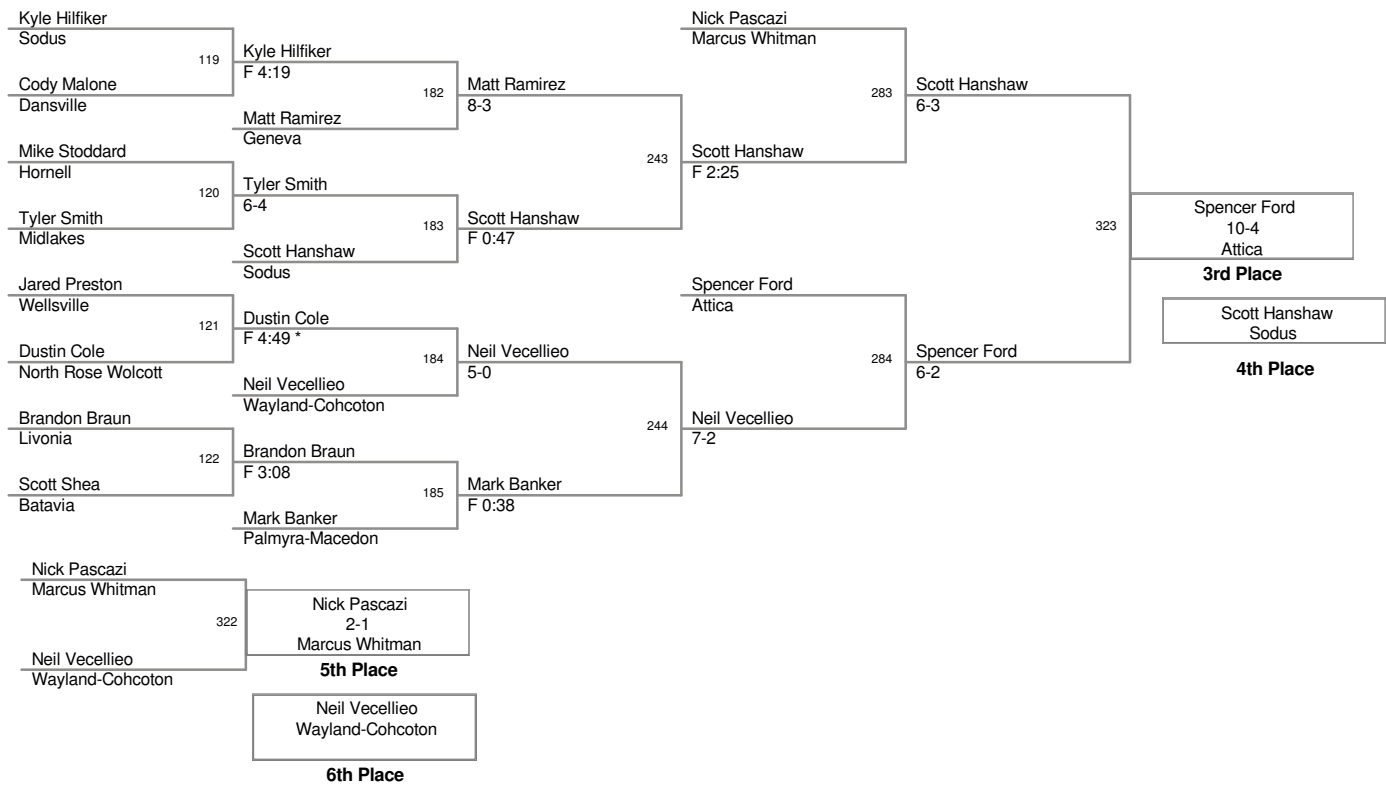 Kyle Hilfiker
Sodus
119
Cody Malone
Dansville
Mike Stoddard
Hornell
120
Tyler Smith
Midlakes
Jared Preston
Wellsville
121
Dustin Cole
North Rose Wolcott
Brandon Braun
Livonia
122
Scott Shea
Batavia
Kyle Hilfiker
F 4:19
182
Matt Ramirez
Geneva
Tyler Smith
6-4
183
Scott Hanshaw
Sodus
Dustin Cole
F 4:49 *
184
Neil Vecellieo
Wayland-Cohcoton
Brandon Braun
F 3:08
185
Mark Banker
Palmyra-Macedon
Matt Ramirez
8-3
243
Scott Hanshaw
F 0:47
Neil Vecellieo
5-0
244
Mark Banker
F 0:38
Nick Pascazi
Marcus Whitman
283
Scott Hanshaw
F 2:25
Spencer Ford
Attica
284
Neil Vecellieo
7-2
Scott Hanshaw
6-3
323
Spencer Ford
6-2
Spencer Ford
10-4
Attica
3rd Place
Scott Hanshaw
Sodus
4th Place
Nick Pascazi
Marcus Whitman
322
Neil Vecellieo
Wayland-Cohcoton
Nick Pascazi
2-1
Marcus Whitman
5th Place
Neil Vecellieo
Wayland-Cohcoton
6th Place